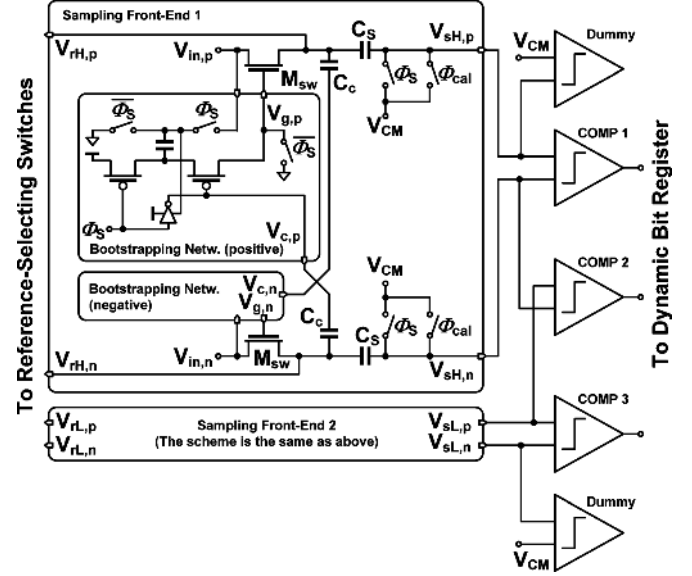 Sampling Front-End 1
V_rH,p
V_in,p
M_sw
C_c
C_S
Φ_S
Φ_cal
V_CM
V_sH,p
V_CM
Dummy
COMP 1
Φ̅_S
Φ_S
V_g,p
Φ̅_S
Φ_S
V_c,p
Bootstrapping Netw. (positive)
Bootstrapping Netw.
(negative)
V_c,n
V_g,n
C_c
V_CM
C_S
Φ_S
Φ_cal
V_in,n
M_sw
V_rH,n
V_sH,n
COMP 2
V_rL,p
V_rL,n
Sampling Front-End 2
(The scheme is the same as above)
V_sL,p
V_sL,n
COMP 3
Dummy
V_CM
To Reference-Selecting Switches
To Dynamic Bit Register